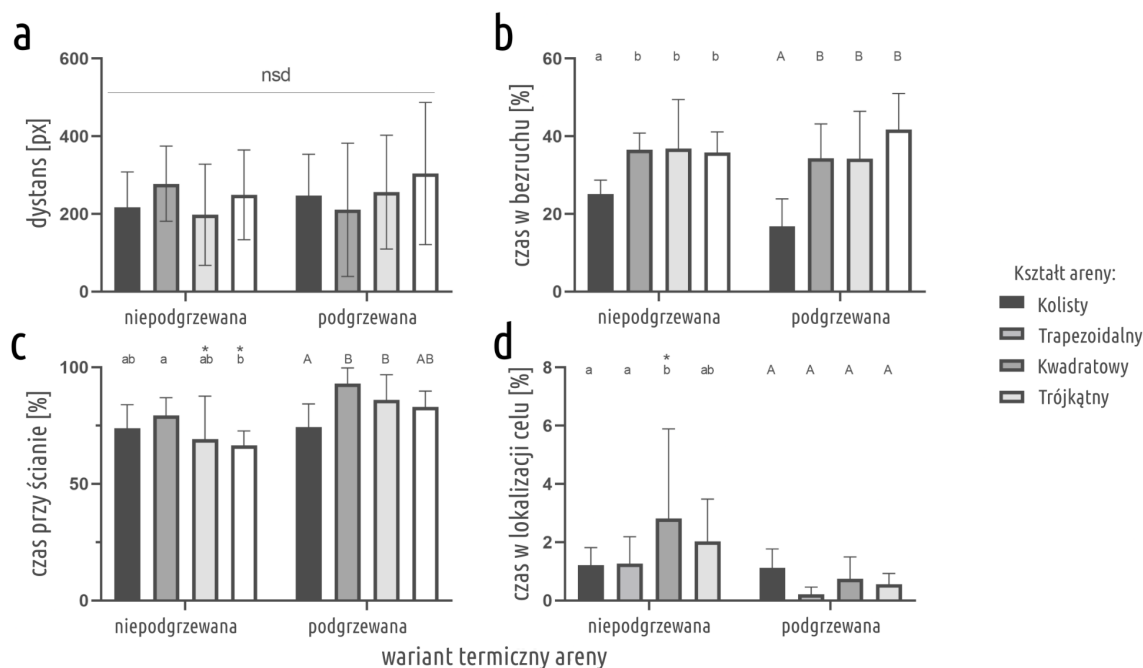 a
600
400
200
0
dystans [px]
nsd
niepodgrzewana podgrzewana
b
60
40
20
0
czas w bezruchu [%]
a b b b A B B B
niepodgrzewana podgrzewana
Kształt areny:
Kolisty
Trapezoidalny
Kwadratowy
Trójkątny
c
100
50
0
czas przy ścianie [%]
* *
ab a ab b A B B AB
niepodgrzewana podgrzewana
d
8
6
4
2
0
czas w lokalizacji celu [%]
*
a a b ab A A A A
niepodgrzewana podgrzewana
wariant termiczny areny